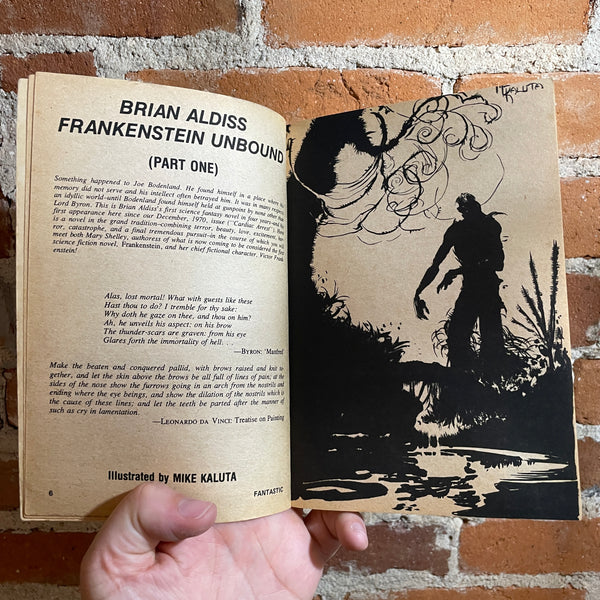 BRIAN ALDISS
FRANKENSTEIN UNBOUND
(PART ONE)
Something happened to Joe Bodenland. He found himself in a place where his
memory did not serve and his intellect often betrayed him. It was in many respects
an idyllic world—until Bodenland found himself held at gunpoint by none other than
Lord Byron. This is Brian Aldiss's first science fantasy novel in four years—and his
first appearance here since our December, 1970, issue ("Cardiac Arrest"). But it
is a novel in the grand tradition—combining terror, beauty, love, excitement, hor-
ror, catastrophe, and a final tremendous pursuit—in the course of which you will
meet both Mary Shelley, authoress of what is now coming to be considered the first
science fiction novel, Frankenstein, and her chief fictional character, Victor Frank-
enstein!
Alas, lost mortal! What with guests like these
Hast thou to do? I tremble for thy sake:
Why doth he gaze on thee, and thou on him?
Ah, he unveils his aspect: on his brow
The thunder-scars are graven: from his eye
Glares forth the immortality of hell. . .
—BYRON: 'Manfred'
Make the beaten and conquered pallid, with brows raised and knit to-
gether, and let the skin above the brows be all full of lines of pain; at the
sides of the nose show the furrows going in an arch from the nostrils and
ending where the eye beings, and show the dilation of the nostrils which is
the cause of these lines; and let the teeth be parted after the manner of
such as cry in lamentation.
—LEONARDO DA VINCI: Treatise on Painting
Illustrated by MIKE KALUTA
6
FANTASTIC
KALUTA